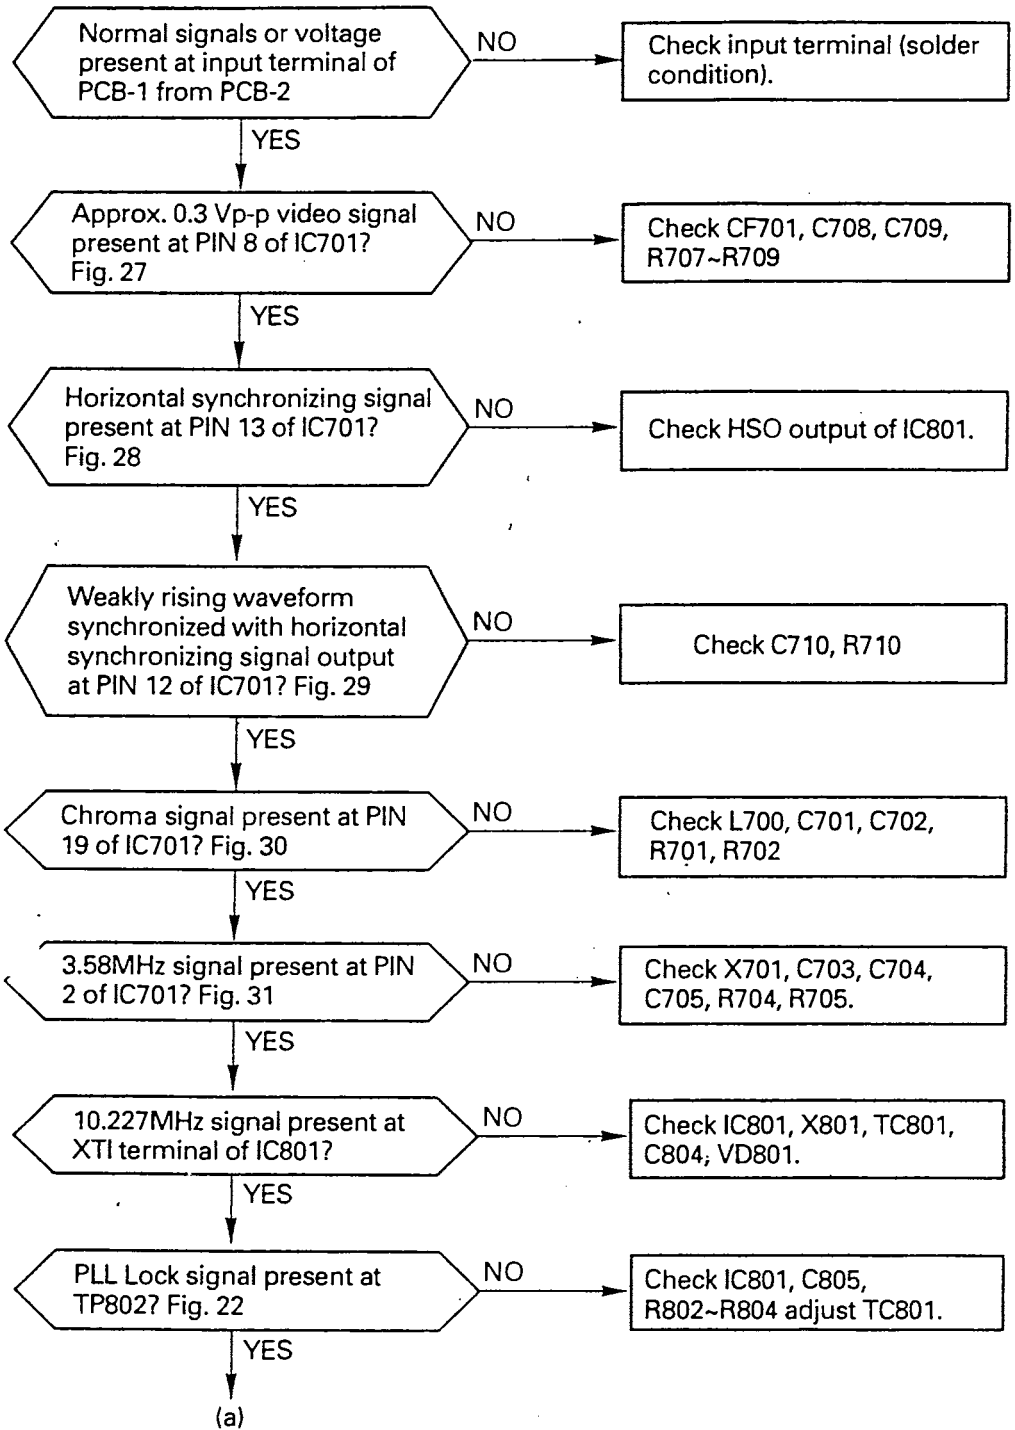 Normal signals or voltage
present at input terminal of
PCB-1 from PCB-2
NO
Check input terminal (solder
condition).
YES
Approx. 0.3 Vp-p video signal
present at PIN 8 of IC701?
Fig. 27
NO
Check CF701, C708, C709,
R707~R709
YES
Horizontal synchronizing signal
present at PIN 13 of IC701?
Fig. 28
NO
Check HSO output of IC801.
YES
Weakly rising waveform
synchronized with horizontal
synchronizing signal output
at PIN 12 of IC701? Fig. 29
NO
Check C710, R710
YES
Chroma signal present at PIN
19 of IC701? Fig. 30
NO
Check L700, C701, C702,
R701, R702
YES
3.58MHz signal present at PIN
2 of IC701? Fig. 31
NO
Check X701, C703, C704,
C705, R704, R705.
YES
10.227MHz signal present at
XTI terminal of IC801?
NO
Check IC801, X801, TC801,
C804, VD801.
YES
PLL Lock signal present at
TP802? Fig. 22
NO
Check IC801, C805,
R802~R804 adjust TC801.
YES
(a)